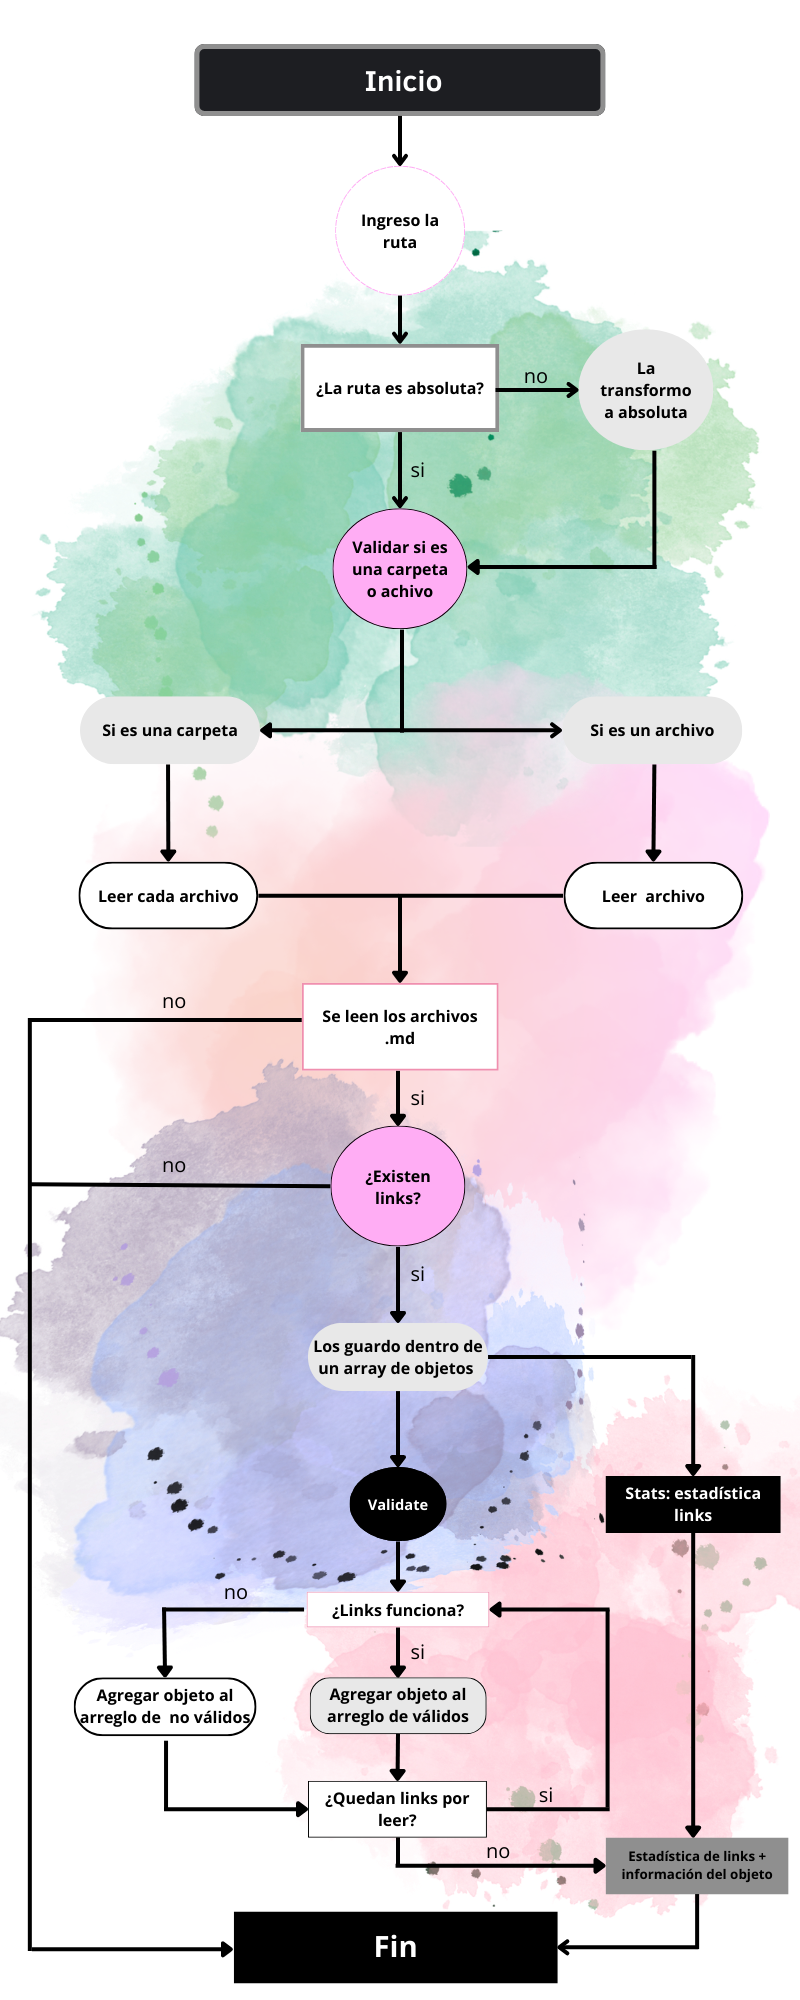 Inicio
Ingreso la
ruta
¿La ruta es absoluta?
no
La
transformo
a absoluta
si
Validar si es
una carpeta
o achivo
Si es una carpeta
Si es un archivo
Leer cada archivo
Leer archivo
no
Se leen los archivos
.md
si
no
¿Existen
links?
si
Los guardo dentro de
un array de objetos
Validate
Stats: estadística
links
no
¿Links funciona?
si
Agregar objeto al
arreglo de no válidos
Agregar objeto al
arreglo de válidos
¿Quedan links por
leer?
si
no
Estadística de links +
información del objeto
Fin